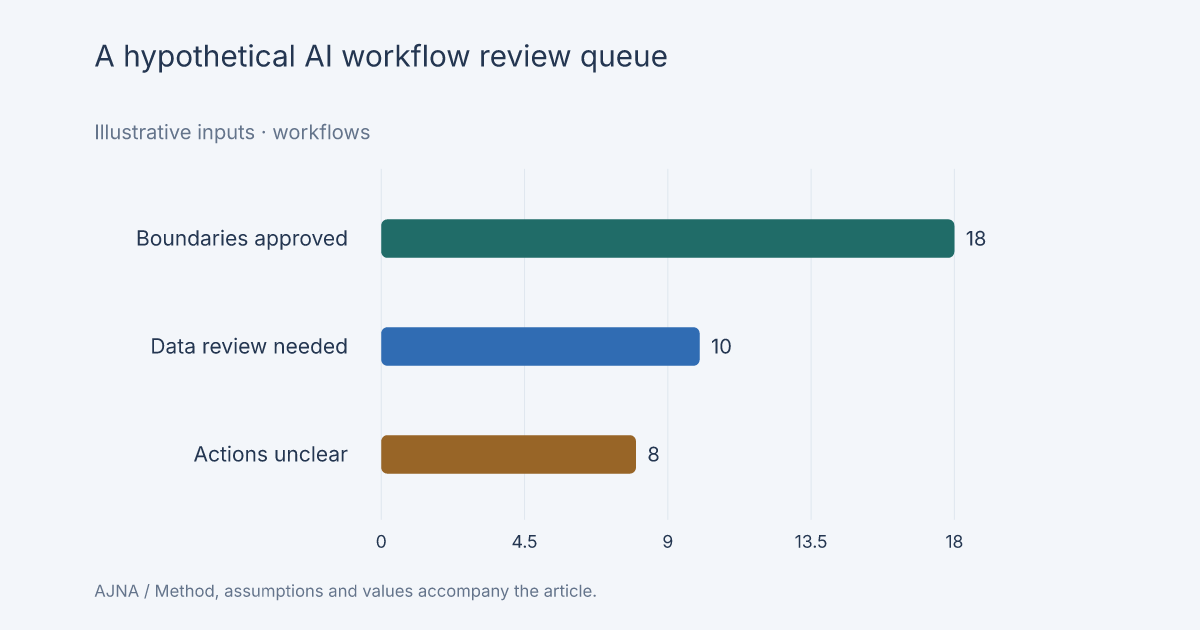 A hypothetical AI workflow review queue
Illustrative inputs · workflows
Boundaries approved 18
Data review needed 10
Actions unclear 8
0 4.5 9 13.5 18
AJNA / Method, assumptions and values accompany the article.